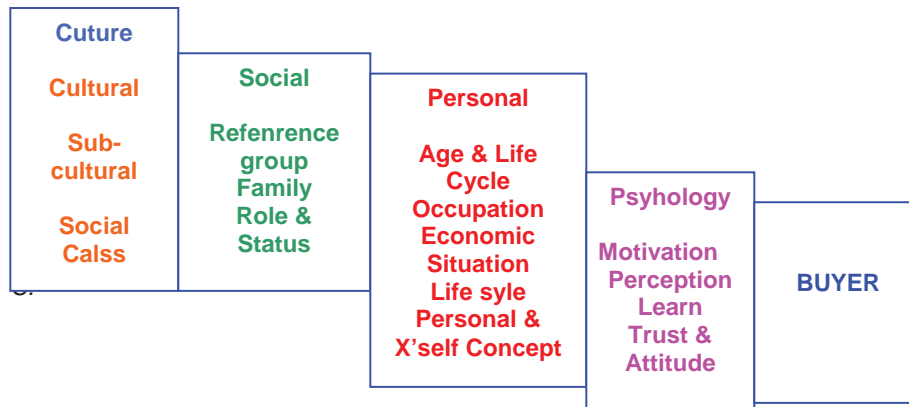 Cuture
Cultural
Sub-
cultural
Social
Calss
Social
Refenrence
group
Family
Role &
Status
Personal
Age & Life
Cycle
Occupation
Economic
Situation
Life syle
Personal &
X'self Concept
Psyhology
Motivation
Perception
Learn
Trust &
Attitude
BUYER